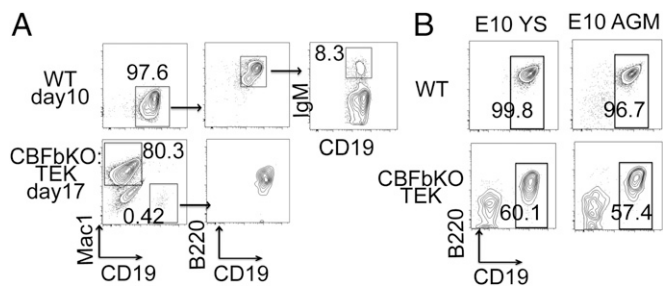 A
WT
day10
97.6
8.3
IgM
CD19
CBFbKO:
TEK
day17
80.3
0.42
Mac1
CD19
B220
CD19
B
E10 YS
E10 AGM
WT
99.8
96.7
CBFbKO
TEK
60.1
57.4
B220
CD19